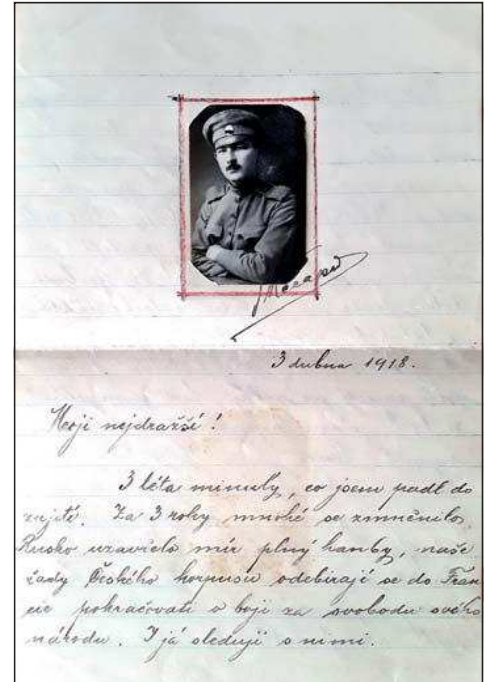 3 dubna 1918.
Moji nejdražší!
3 léta minuly, co jsem padl do
zajetí. Za 3 roky mnohé se změnilo,
Rusko uzavřelo mír plný hanby, naše
řady Českého korpusu odebírají se do Fran
cie pokračovati v boji za svobodu svého
národu. I já sleduji s nimi.